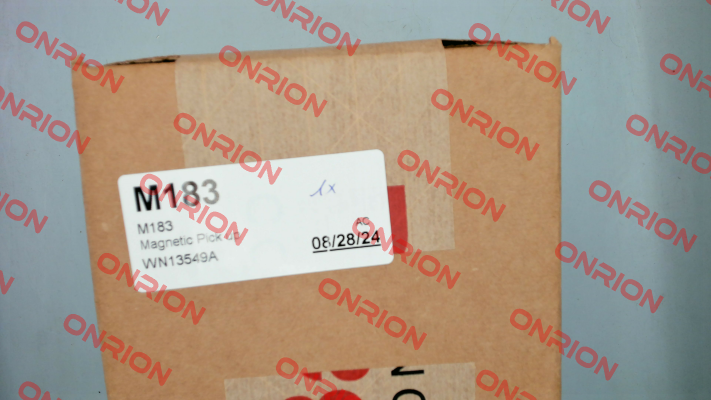 M183
1x
M183
Magnetic Pick
AC
08/28/24
WN13549A
ONRION